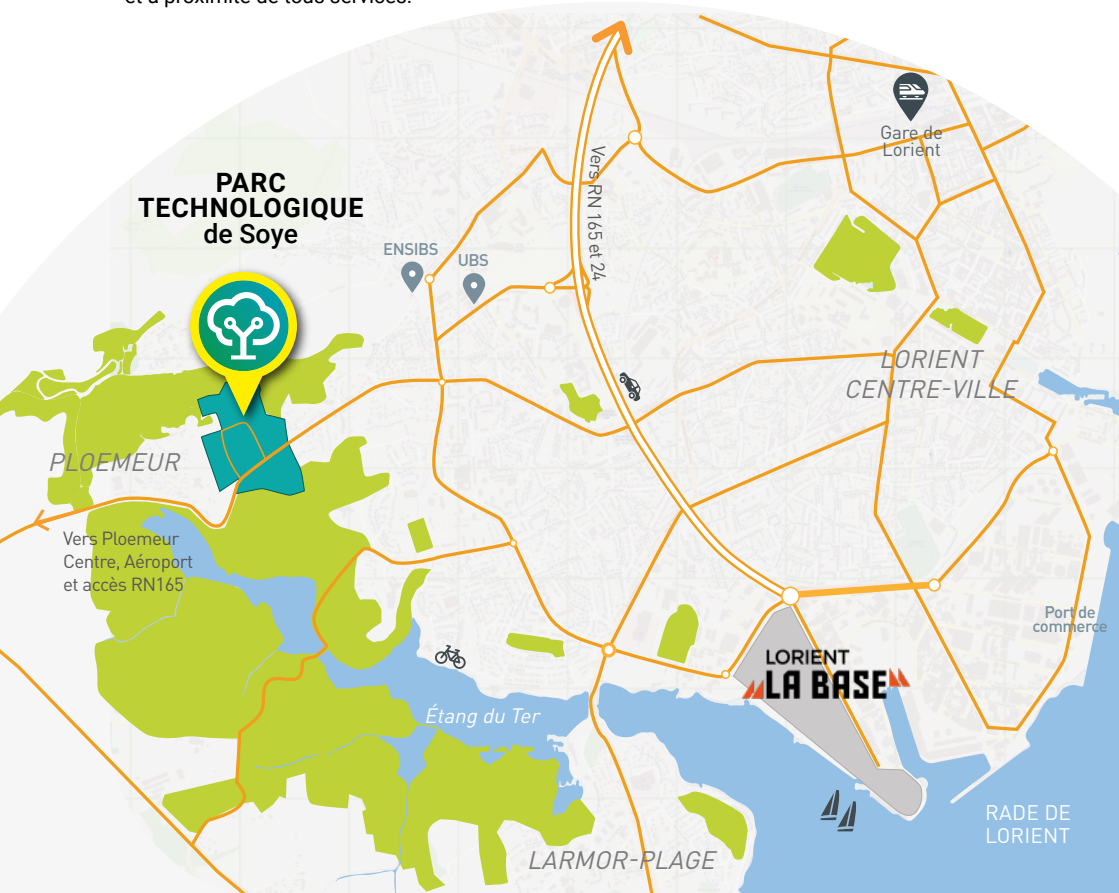 et à proximité de tous services.
Gare de
Lorient
Vers RN 165 et 24
PARC
TECHNOLOGIQUE
de Soye
ENSIBS
UBS
LORIENT
CENTRE-VILLE
PLOEMEUR
Vers Ploemeur
Centre, Aéroport
et accès RN165
Port de
commerce
LORIENT
LA BASE
Étang du Ter
RADE DE
LORIENT
LARMOR-PLAGE